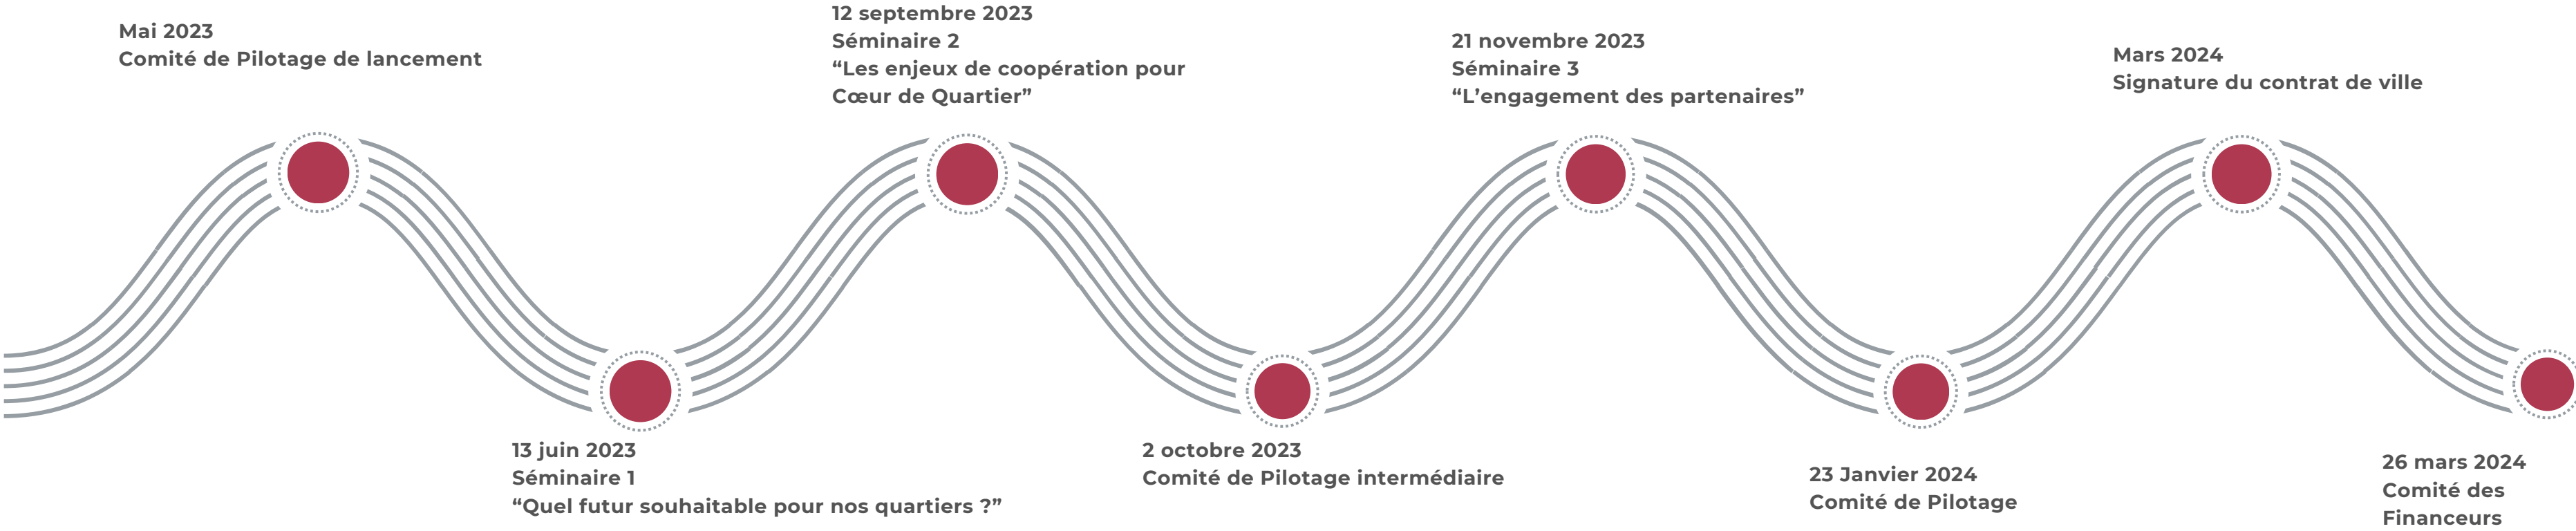 Mai 2023
Comité de Pilotage de lancement
13 juin 2023
Séminaire 1
“Quel futur souhaitable pour nos quartiers ?”
12 septembre 2023
Séminaire 2
“Les enjeux de coopération pour
Cœur de Quartier”
2 octobre 2023
Comité de Pilotage intermédiaire
21 novembre 2023
Séminaire 3
“L’engagement des partenaires”
23 Janvier 2024
Comité de Pilotage
Mars 2024
Signature du contrat de ville
26 mars 2024
Comité des
Financeurs